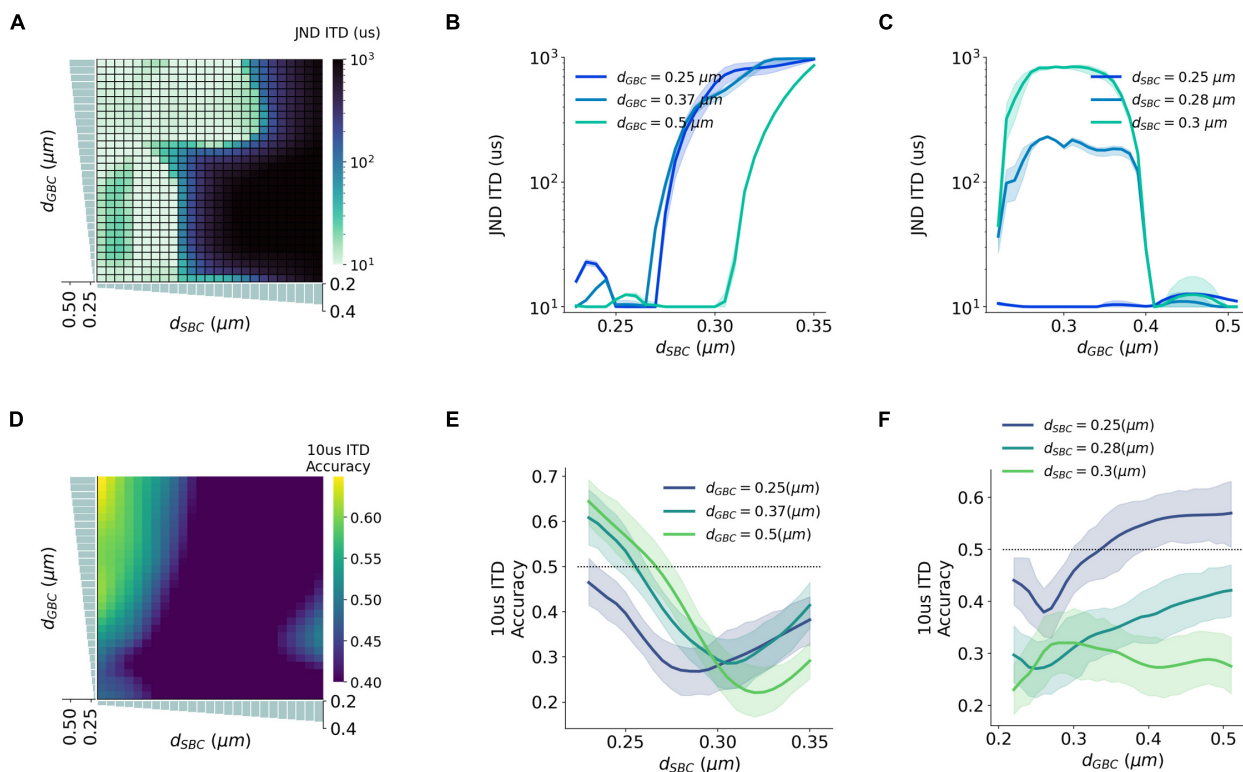 A
JND ITD (us)
10³
10²
10¹
d_GBC (μm)
0.50
0.25
0.2
0.4
d_SBC (μm)
B
10³
10²
10¹
JND ITD (us)
d_GBC = 0.25 μm
d_GBC = 0.37 μm
d_GBC = 0.5 μm
0.25
0.30
0.35
d_SBC (μm)
C
10³
10²
10¹
JND ITD (us)
d_SBC = 0.25 μm
d_SBC = 0.28 μm
d_SBC = 0.3 μm
0.3
0.4
0.5
d_GBC (μm)
D
10us ITD
Accuracy
0.60
0.55
0.50
0.45
0.40
d_GBC (μm)
0.50
0.25
0.2
0.4
d_SBC (μm)
E
0.7
0.6
0.5
0.4
0.3
0.2
10us ITD
Accuracy
d_GBC = 0.25(μm)
d_GBC = 0.37(μm)
d_GBC = 0.5(μm)
0.25
0.30
0.35
d_SBC (μm)
F
d_SBC = 0.25(μm)
d_SBC = 0.28(μm)
d_SBC = 0.3(μm)
0.6
0.5
0.4
0.3
0.2
10us ITD
Accuracy
0.2
0.3
0.4
0.5
d_GBC (μm)